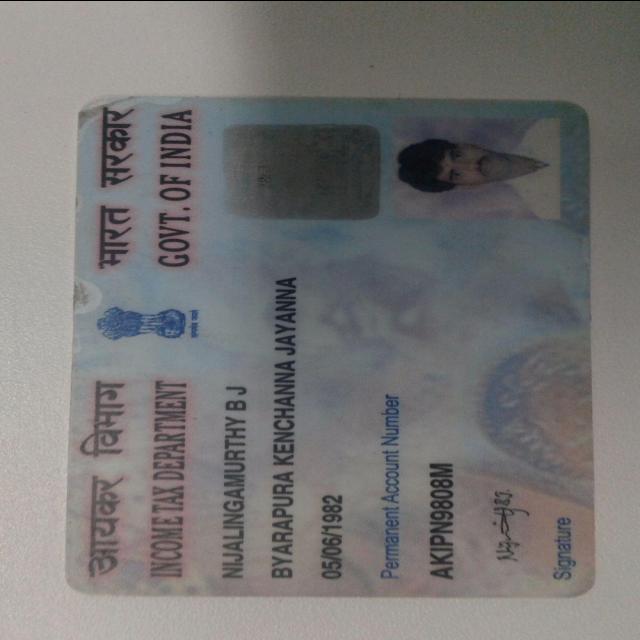 आयकर विभाग
INCOME TAX DEPARTMENT
भारत सरकार
GOVT. OF INDIA
NIJALINGAMURTHY B J
BYARAPURA KENCHANNA JAYANNA
05/06/1982
Permanent Account Number
AKIPN9808M
Signature